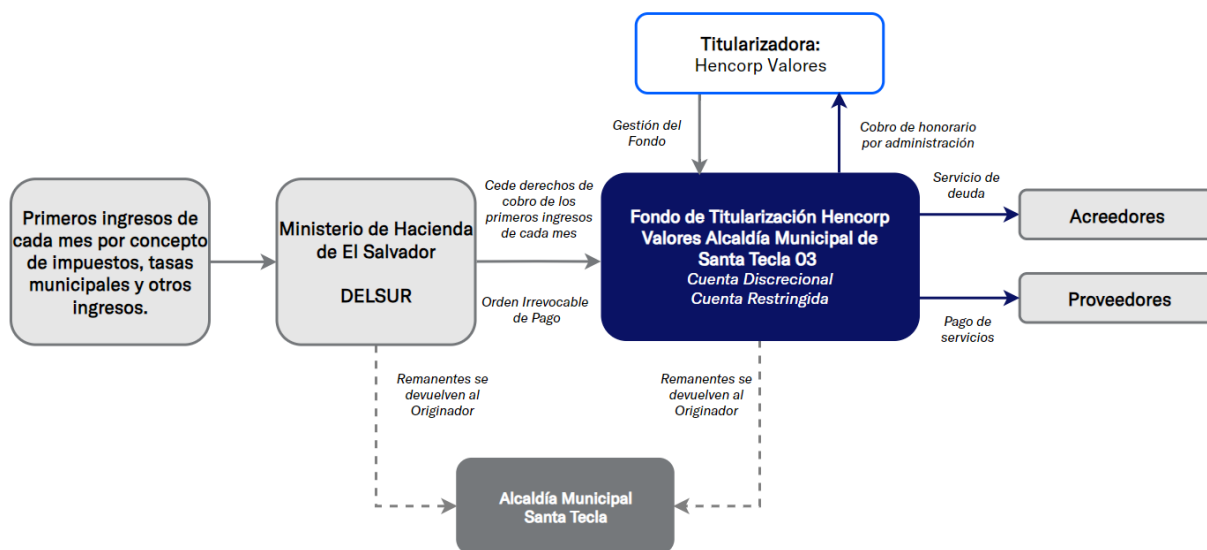 Titularizadora:
Hencorp Valores
Gestión del
Fondo
Cobro de honorario
por administración
Primeros ingresos de
cada mes por concepto
de impuestos, tasas
municipales y otros
ingresos.
Ministerio de Hacienda
de El Salvador
DELSUR
Cede derechos de
cobro de los
primeros ingresos
de cada mes
Orden Irrevocable
de Pago
Fondo de Titularización Hencorp
Valores Alcaldía Municipal de
Santa Tecla 03
Cuenta Discrecional
Cuenta Restringida
Servicio de
deuda
Acreedores
Pago de
servicios
Proveedores
Remanentes se
devuelven al
Originador
Remanentes se
devuelven al
Originador
Alcaldía Municipal
Santa Tecla